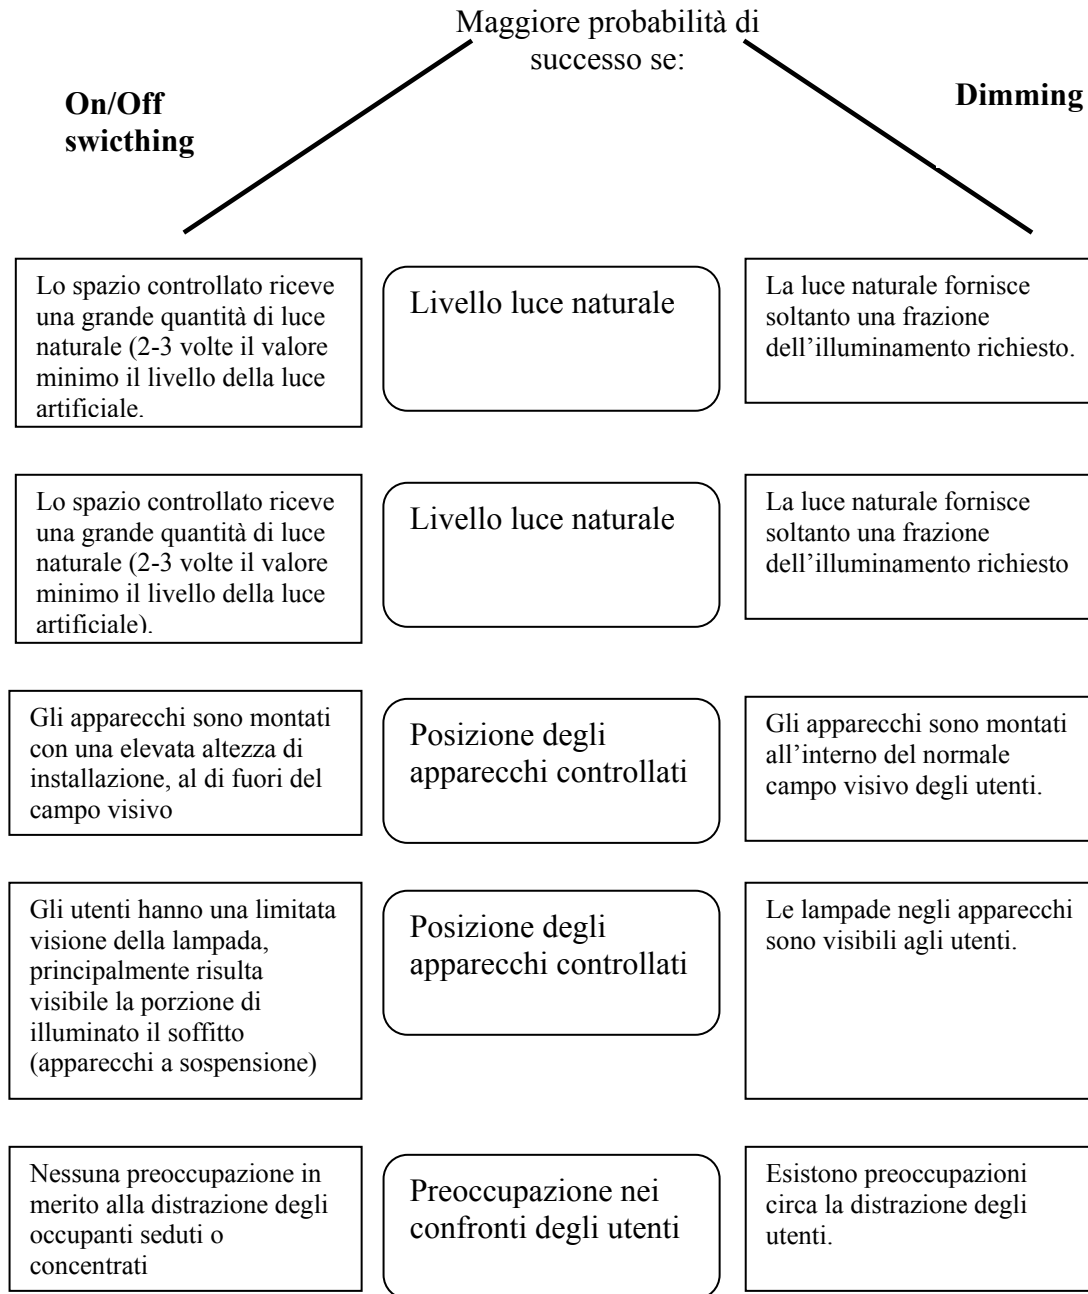 Maggiore probabilità di
successo se:
On/Off
swicthing
Dimming
Lo spazio controllato riceve
una grande quantità di luce
naturale (2-3 volte il valore
minimo il livello della luce
artificiale.
Livello luce naturale
La luce naturale fornisce
soltanto una frazione
dell’illuminamento richiesto.
Lo spazio controllato riceve
una grande quantità di luce
naturale (2-3 volte il valore
minimo il livello della luce
artificiale).
Livello luce naturale
La luce naturale fornisce
soltanto una frazione
dell’illuminamento richiesto
Gli apparecchi sono montati
con una elevata altezza di
installazione, al di fuori del
campo visivo
Posizione degli
apparecchi controllati
Gli apparecchi sono montati
all’interno del normale
campo visivo degli utenti.
Gli utenti hanno una limitata
visione della lampada,
principalmente risulta
visibile la porzione di
illuminato il soffitto
(apparecchi a sospensione)
Posizione degli
apparecchi controllati
Le lampade negli apparecchi
sono visibili agli utenti.
Nessuna preoccupazione in
merito alla distrazione degli
occupanti seduti o
concentrati
Preoccupazione nei
confronti degli utenti
Esistono preoccupazioni
circa la distrazione degli
utenti.